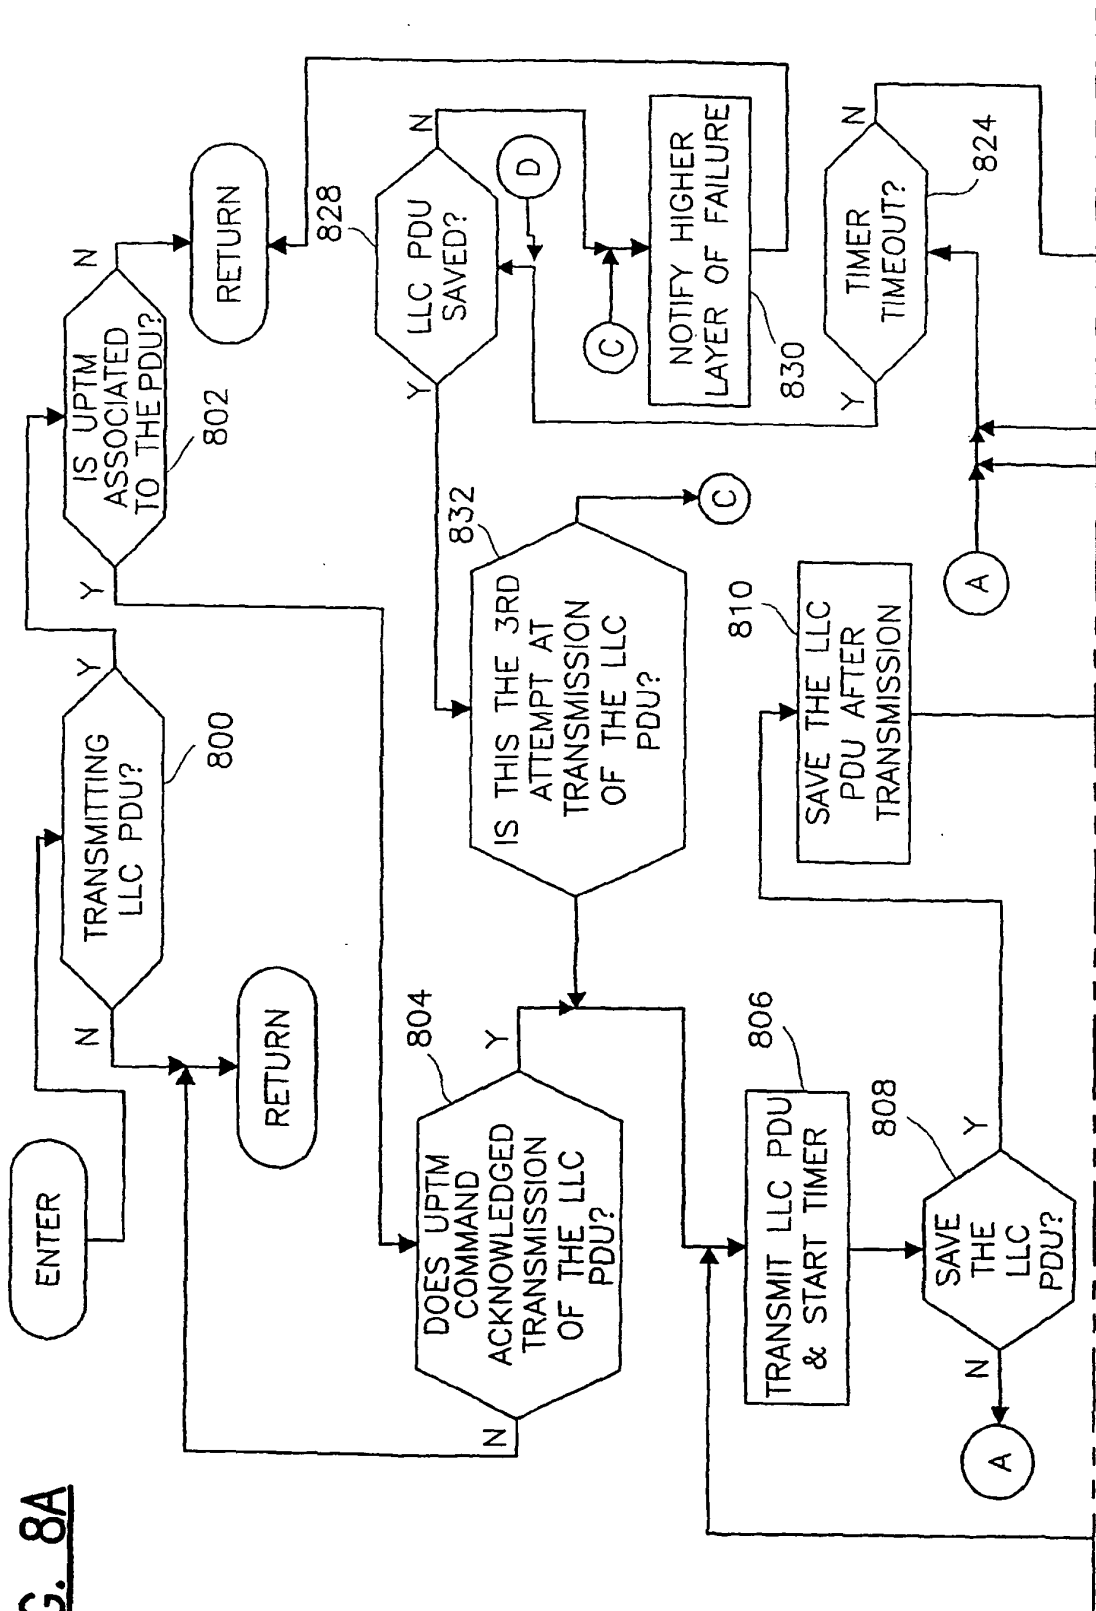 G. 8A
ENTER
TRANSMITTING
LLC PDU?
800
N
Y
IS UPTM
ASSOCIATED
TO THE PDU?
802
Y
N
RETURN
RETURN
DOES UPTM
COMMAND
ACKNOWLEDGED
TRANSMISSION
OF THE LLC
PDU?
804
N
Y
IS THIS THE 3RD
ATTEMPT AT
TRANSMISSION
OF THE LLC
PDU?
832
C
LLC PDU
SAVED?
828
Y
N
D
C
NOTIFY HIGHER
LAYER OF FAILURE
830
TRANSMIT LLC PDU
& START TIMER
806
SAVE
THE
LLC
PDU?
808
N
Y
A
SAVE THE LLC
PDU AFTER
TRANSMISSION
810
A
TIMER
TIMEOUT?
824
Y
N